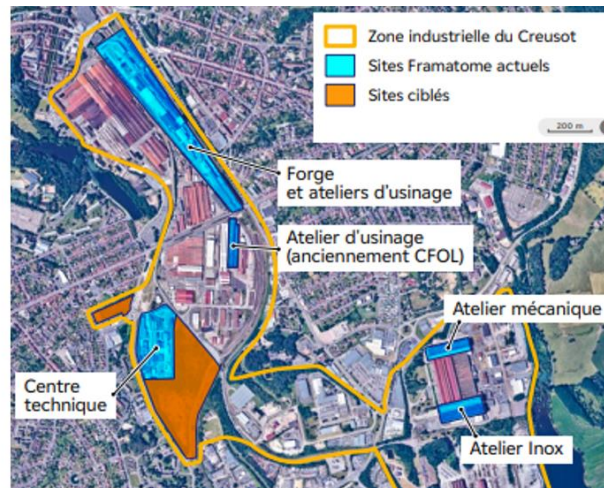 Zone industrielle du Creusot
Sites Framatome actuels
Sites ciblés
200 m
Forge
et ateliers d'usinage
Atelier d'usinage
(anciennement CFOL)
Atelier mécanique
Centre
technique
Atelier Inox